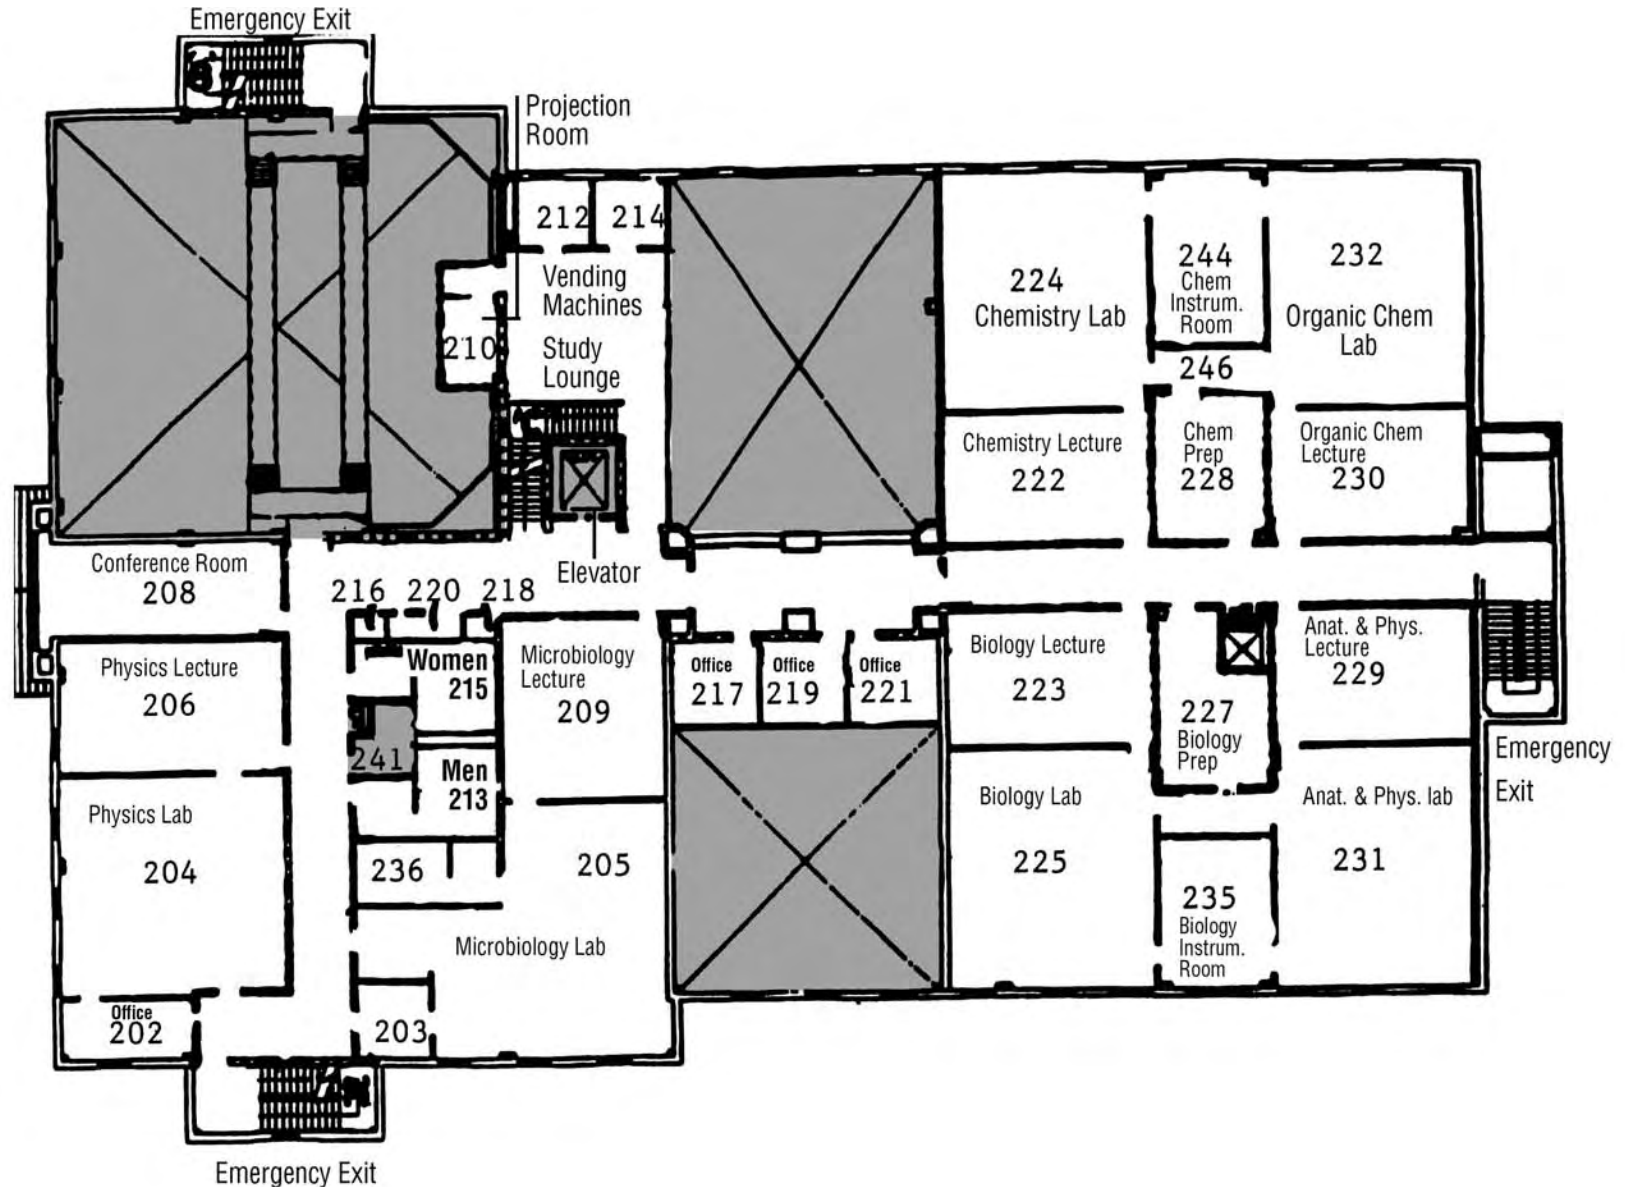 Emergency Exit
Projection
Room
212
214
Vending
Machines
210
Study
Lounge
Elevator
224
Chemistry Lab
244
Chem
Instrum.
Room
232
Organic Chem
Lab
246
Chemistry Lecture
222
Chem
Prep
228
Organic Chem
Lecture
230
Conference Room
208
216
220
218
Physics Lecture
206
Women
215
Microbiology
Lecture
209
Office
217
Office
219
Office
221
Biology Lecture
223
227
Biology
Prep
Anat. & Phys.
Lecture
229
Emergency
Exit
241
Men
213
Physics Lab
204
236
205
Microbiology Lab
Biology Lab
225
235
Biology
Instrum.
Room
Anat. & Phys. lab
231
Office
202
203
Emergency Exit